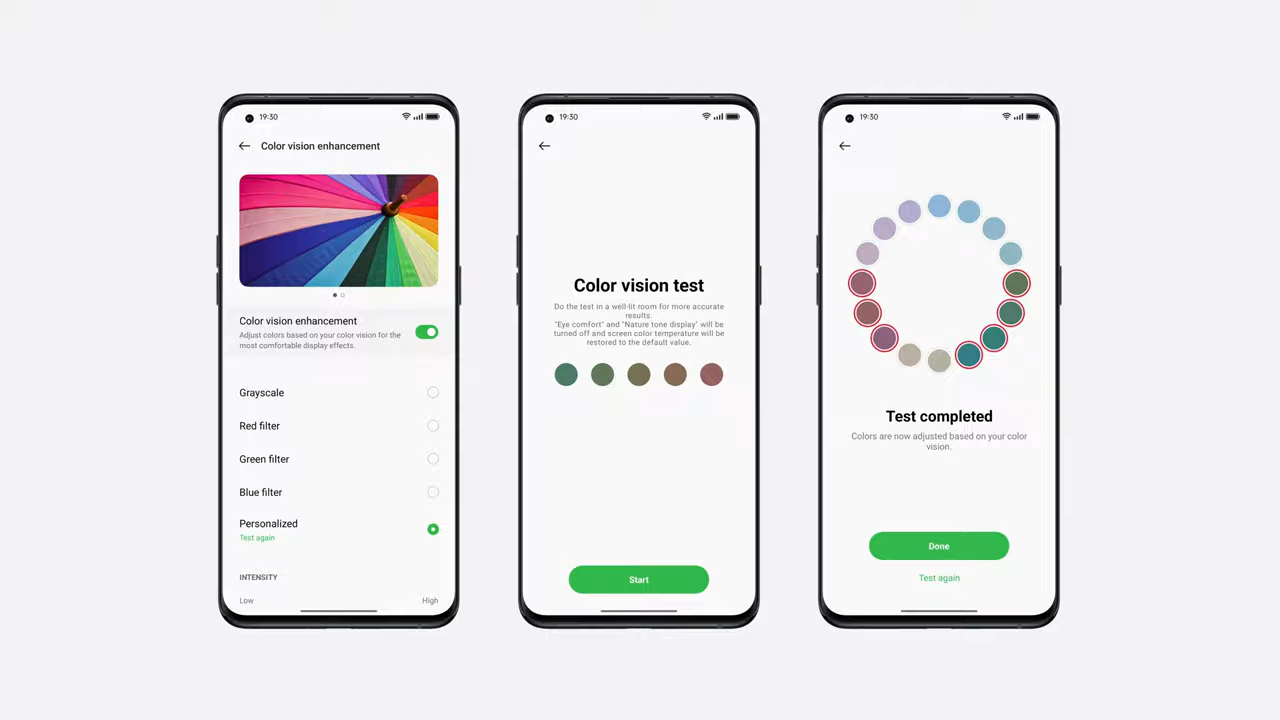 19:30
Color vision enhancement
Color vision enhancement
Adjust colors based on your color vision for the
most comfortable display effects.
Grayscale
Red filter
Green filter
Blue filter
Personalized
Test again
INTENSITY
Low
High
19:30
Color vision test
Do the test in a well-lit room for more accurate
results.
"Eye comfort" and "Nature tone display" will be
turned off and screen color temperature will be
restored to the default value.
Start
19:30
Test completed
Colors are now adjusted based on your color
vision.
Done
Test again